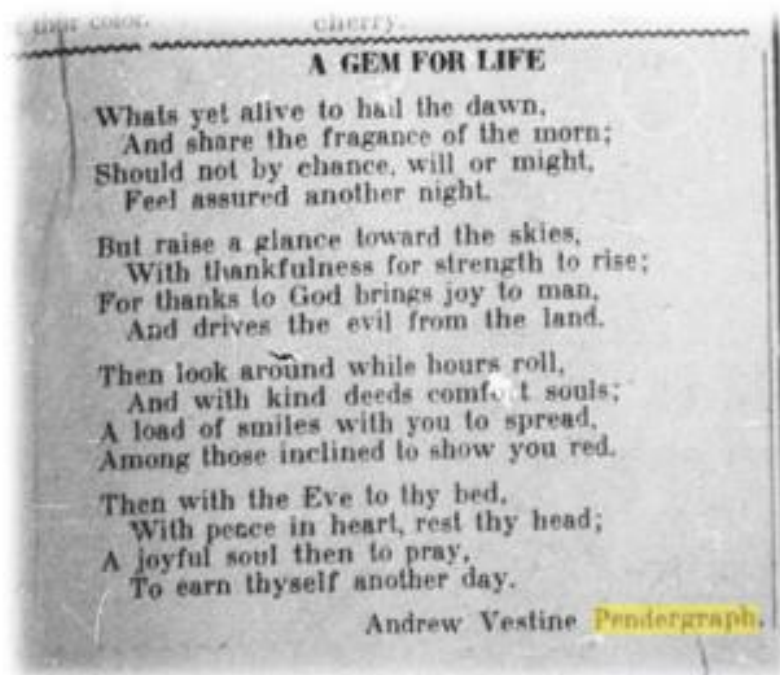 their color.
cherry.
A GEM FOR LIFE
Whats yet alive to hail the dawn,
And share the fragance of the morn;
Should not by chance, will or might,
Feel assured another night.
But raise a glance toward the skies,
With thankfulness for strength to rise;
For thanks to God brings joy to man,
And drives the evil from the land.
Then look around while hours roll,
And with kind deeds comfort souls;
A load of smiles with you to spread,
Among those inclined to show you red.
Then with the Eve to thy bed,
With peace in heart, rest thy head;
A joyful soul then to pray,
To earn thyself another day.
Andrew Vestine Pendergraph.